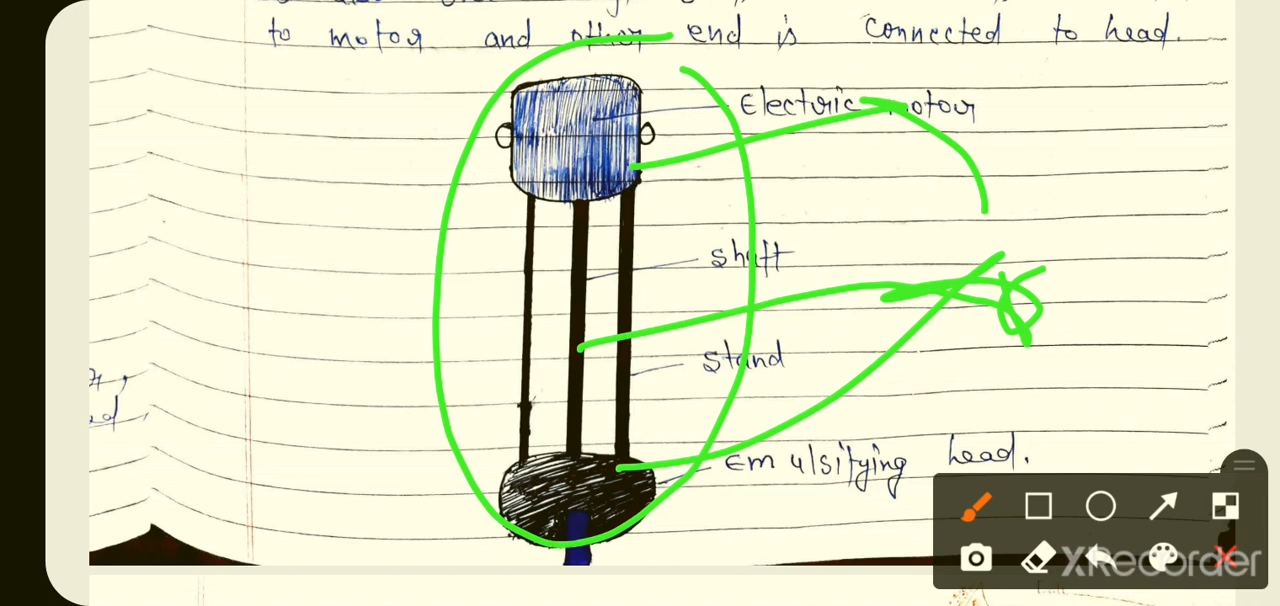 to motor and other end is connected to head.
Electric motor
shaft
stand
Emulsifying head.
XRecorder